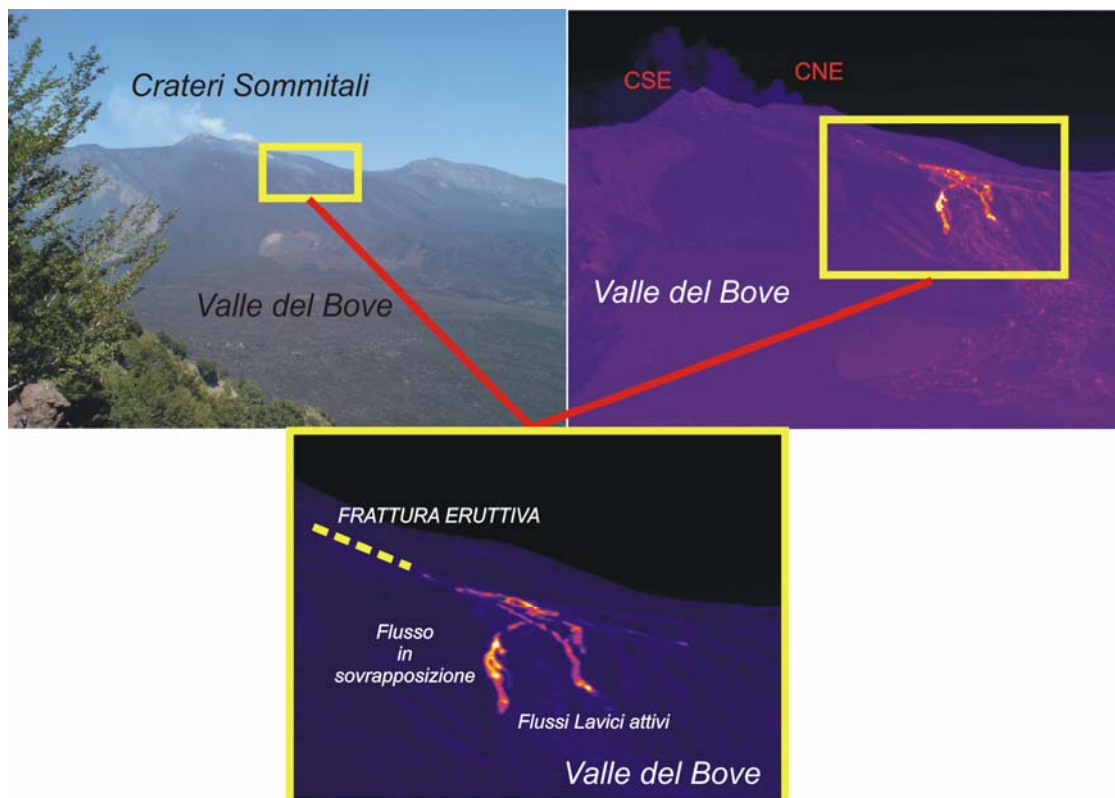 Crateri Sommitali
Valle del Bove
CSE
CNE
Valle del Bove
FRATTURA ERUTTIVA
Flusso
in
sovrapposizione
Flussi Lavici attivi
Valle del Bove